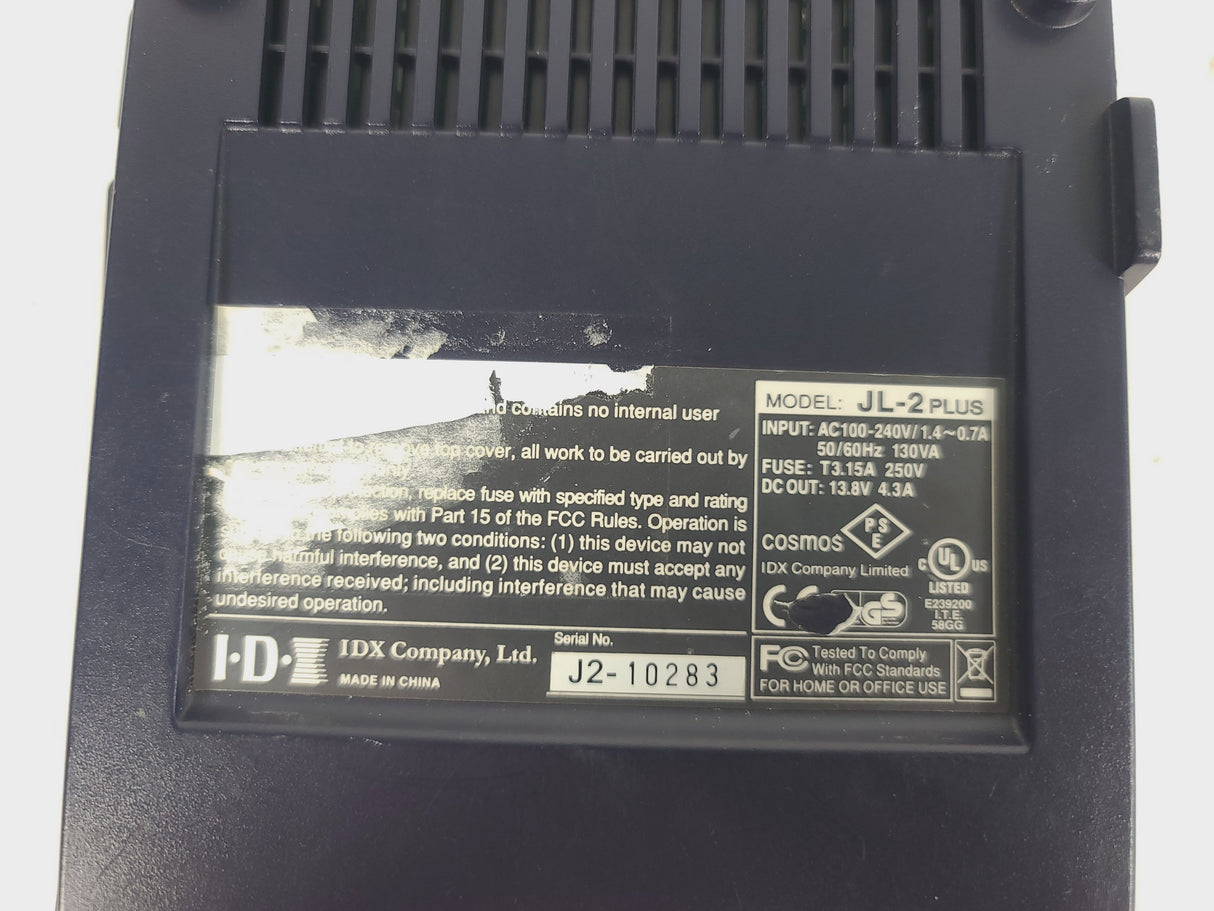 contains no internal user
top cover, all work to be carried out by
replace fuse with specified type and rating
with Part 15 of the FCC Rules. Operation is
the following two conditions: (1) this device may not
harmful interference, and (2) this device must accept any
interference received; including interference that may cause
undesired operation.
I·D·X IDX Company, Ltd.
MADE IN CHINA
Serial No.
J2-10283
MODEL: JL-2 PLUS
INPUT: AC100-240V/1.4~0.7A
50/60Hz 130VA
FUSE: T3.15A 250V
DC OUT: 13.8V 4.3A
COSMOS PSE
IDX Company Limited
C UL US
LISTED
E239200
I.T.E.
58GG
CE GS
FC Tested To Comply
With FCC Standards
FOR HOME OR OFFICE USE